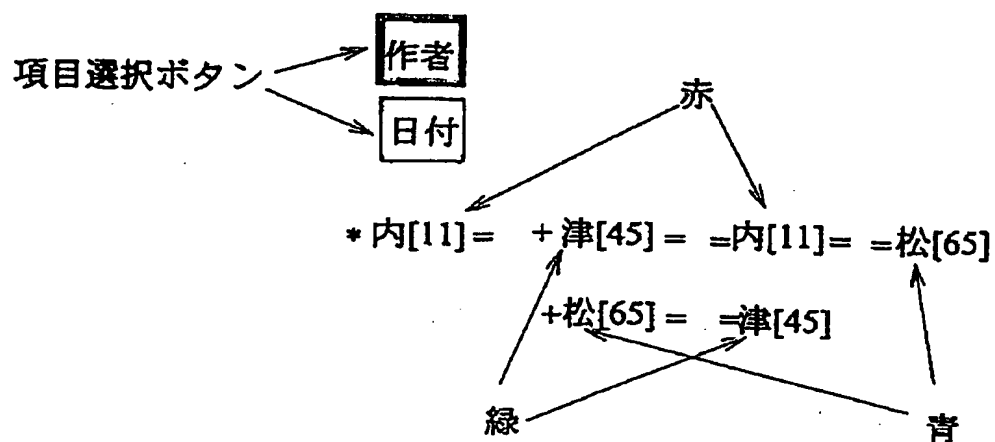 作者
項目選択ボタン
日付
赤
*内[11]= +津[45]= =内[11]= =松[65]
+松[65]= =津[45]
緑
青